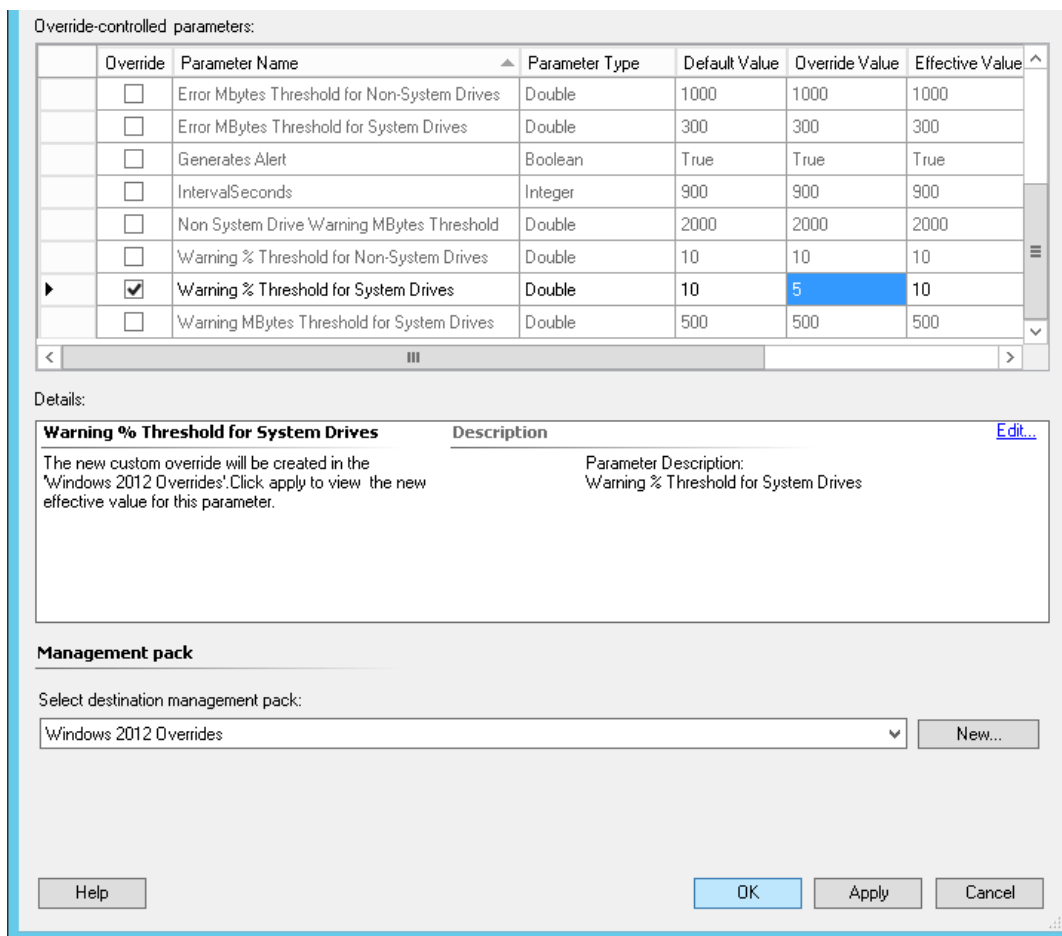 Override-controlled parameters:
Override Parameter Name Parameter Type Default Value Override Value Effective Value
Error Mbytes Threshold for Non-System Drives Double 1000 1000 1000
Error MBytes Threshold for System Drives Double 300 300 300
Generates Alert Boolean True True True
IntervalSeconds Integer 900 900 900
Non System Drive Warning MBytes Threshold Double 2000 2000 2000
Warning % Threshold for Non-System Drives Double 10 10 10
Warning % Threshold for System Drives Double 10 5 10
Warning MBytes Threshold for System Drives Double 500 500 500
Details:
Warning % Threshold for System Drives Description Edit...
The new custom override will be created in the Parameter Description:
'Windows 2012 Overrides'.Click apply to view the new Warning % Threshold for System Drives
effective value for this parameter.
Management pack
Select destination management pack:
Windows 2012 Overrides New...
Help OK Apply Cancel